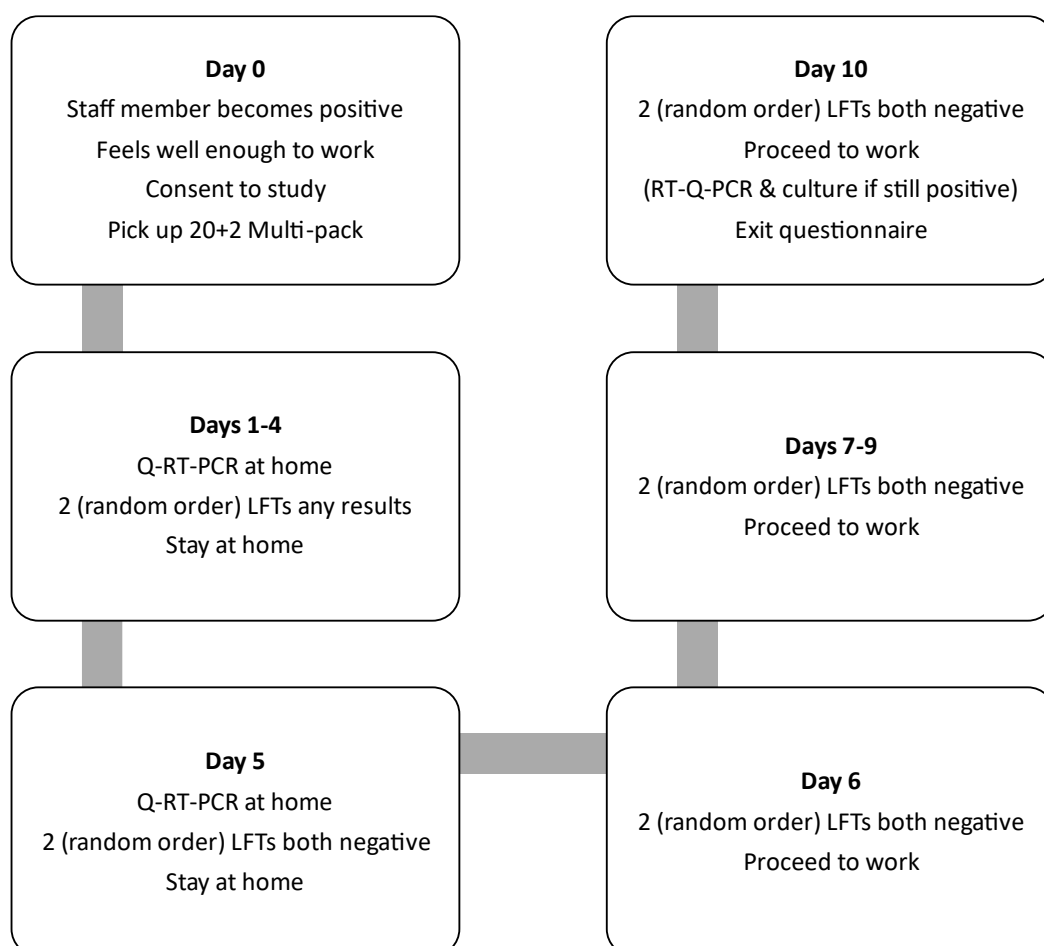 Day 0
Staff member becomes positive
Feels well enough to work
Consent to study
Pick up 20+2 Multi-pack
Days 1-4
Q-RT-PCR at home
2 (random order) LFTs any results
Stay at home
Day 5
Q-RT-PCR at home
2 (random order) LFTs both negative
Stay at home
Day 6
2 (random order) LFTs both negative
Proceed to work
Days 7-9
2 (random order) LFTs both negative
Proceed to work
Day 10
2 (random order) LFTs both negative
Proceed to work
(RT-Q-PCR & culture if still positive)
Exit questionnaire